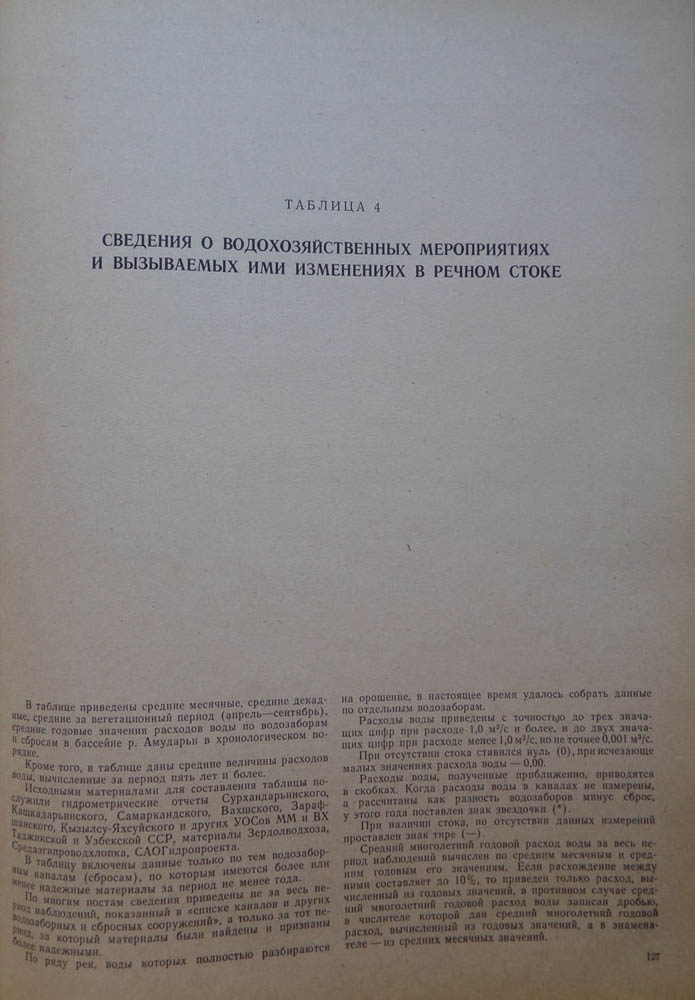 ТАБЛИЦА 4
СВЕДЕНИЯ О ВОДОХОЗЯЙСТВЕННЫХ МЕРОПРИЯТИЯХ
И ВЫЗЫВАЕМЫХ ИМИ ИЗМЕНЕНИЯХ В РЕЧНОМ СТОКЕ
В таблице приведены средние месячные, средние декад-
ные, средние за вегетационный период (апрель—сентябрь),
средние годовые значения расходов воды по водозаборам
и сбросам в бассейне р. Амударьи в хронологическом по-
рядке.
Кроме того, в таблице даны средние величины расходов
воды, вычисленные за период пять лет и более.
Исходными материалами для составления таблицы по-
служили гидрометрические отчеты Сурхандарьинского,
Кашкадарьинского, Самаркандского, Вахшского, Зараф-
шанского, Кызылсу-Яхсуйского и других УОСов ММ и ВХ
Таджикской и Узбекской ССР, материалы Зердолводхоза,
Средазгипроводхлопка, САОГидропроекта.
В таблицу включены данные только по тем водозабор-
ным каналам (сбросам), по которым имеются более или
менее надежные материалы за период не менее года.
По многим постам сведения приведены не за весь пе-
риод наблюдений, показанный в «списке каналов и других
водозаборных и сбросных сооружений», а только за тот пе-
риод, за который материалы были найдены и признаны
более надежными.
По ряду рек, воды которых полностью разбираются
на орошение, в настоящее время удалось собрать данные
по отдельным водозаборам.
Расходы воды приведены с точностью до трех знача-
щих цифр при расходе 1,0 м³/с и более, и до двух знача-
щих цифр при расходе менее 1,0 м³/с, но не точнее 0,001 м³/с.
При отсутствии стока ставился нуль (0), при исчезающе
малых значениях расхода воды — 0,00.
Расходы воды, полученные приближенно, приводятся
в скобках. Когда расходы воды в каналах не измерены,
а рассчитаны как разность водозаборов минус сброс,
у этого года поставлен знак звездочки (*).
При наличии стока, но отсутствии данных измерений
проставлен знак тире (—).
Средний многолетний годовой расход воды за весь пе-
риод наблюдений вычислен по средним месячным и сред-
ним годовым его значениям. Если расхождение между
ними составляет до 10%, то приведен только расход, вы-
численный из годовых значений, в противном случае сред-
ний многолетний годовой расход воды записан дробью,
в числителе которой дан средний многолетний годовой
расход, вычисленный из годовых значений, а в знамена-
теле — из средних месячных значений.
127